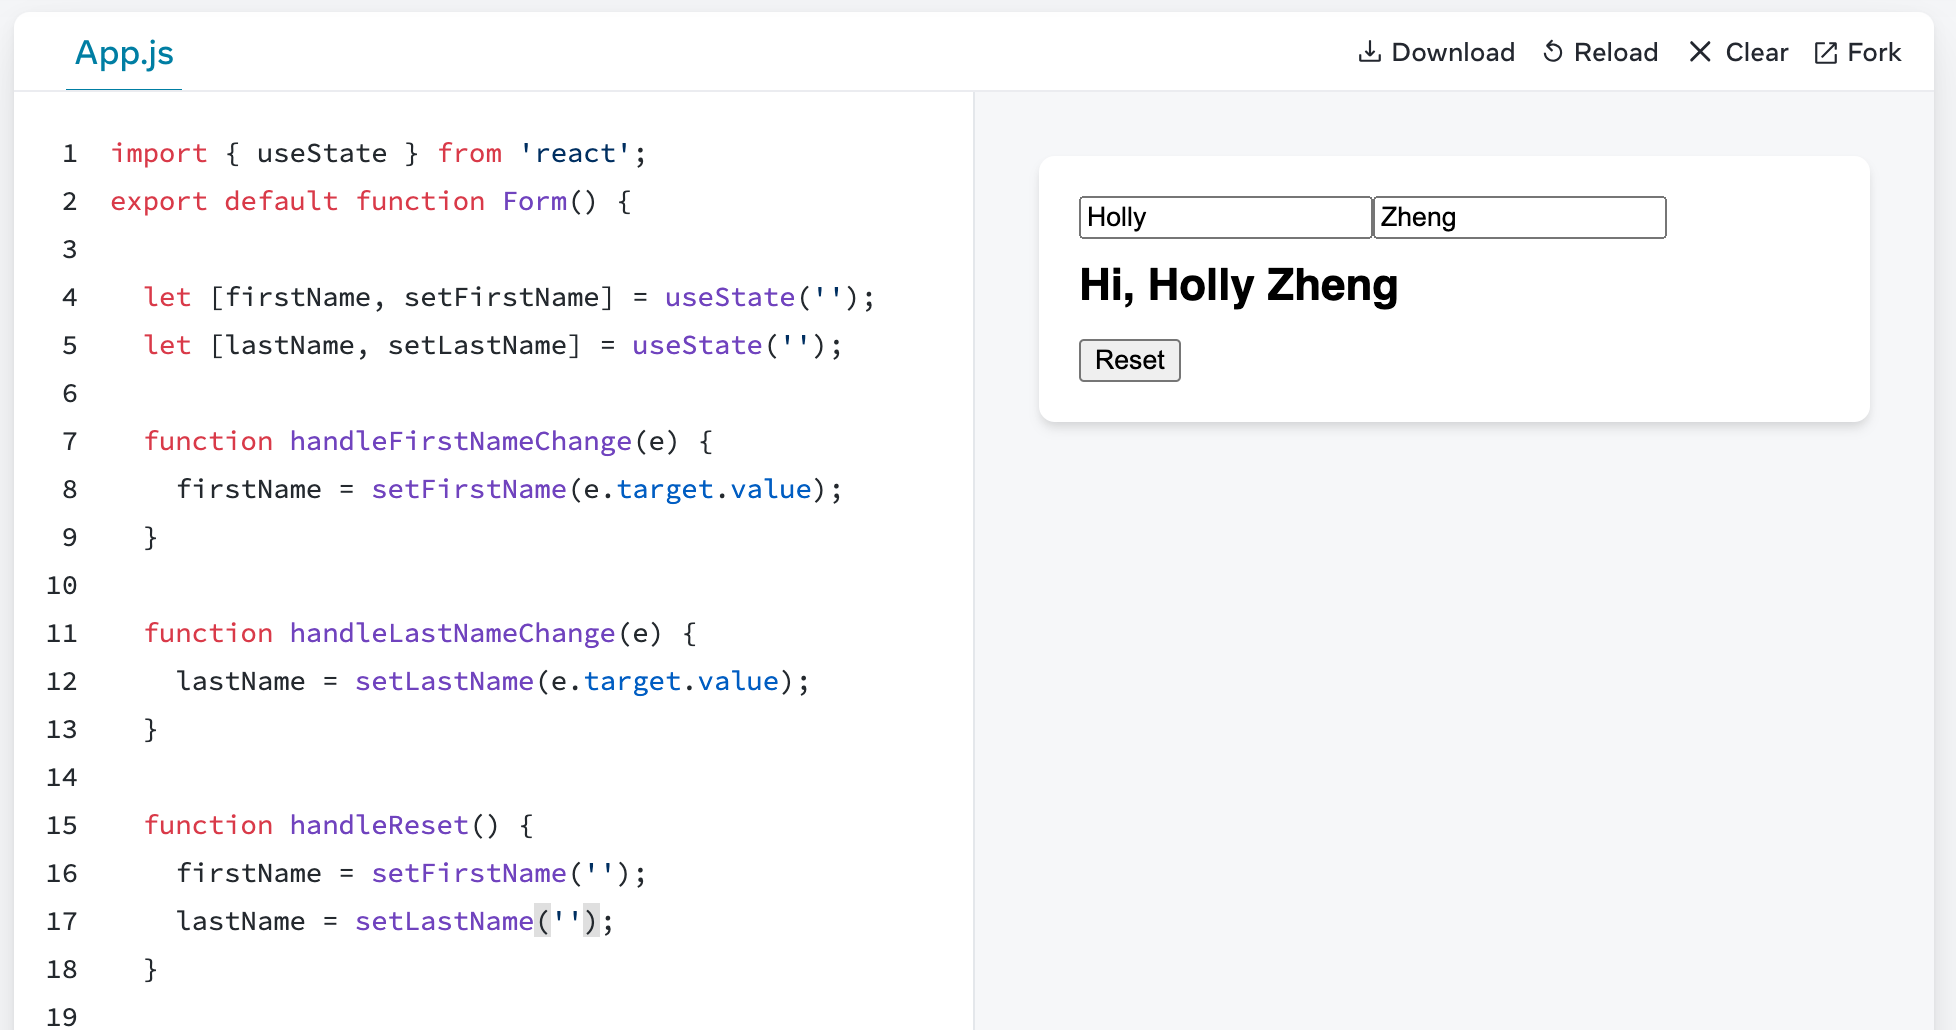 App.js
Download Reload Clear Fork
1 import { useState } from 'react';
2 export default function Form() {
3
4 let [firstName, setFirstName] = useState('');
5 let [lastName, setLastName] = useState('');
6
7 function handleFirstNameChange(e) {
8 firstName = setFirstName(e.target.value);
9 }
10
11 function handleLastNameChange(e) {
12 lastName = setLastName(e.target.value);
13 }
14
15 function handleReset() {
16 firstName = setFirstName('');
17 lastName = setLastName('');
18 }
19
Holly Zheng
Hi, Holly Zheng
Reset